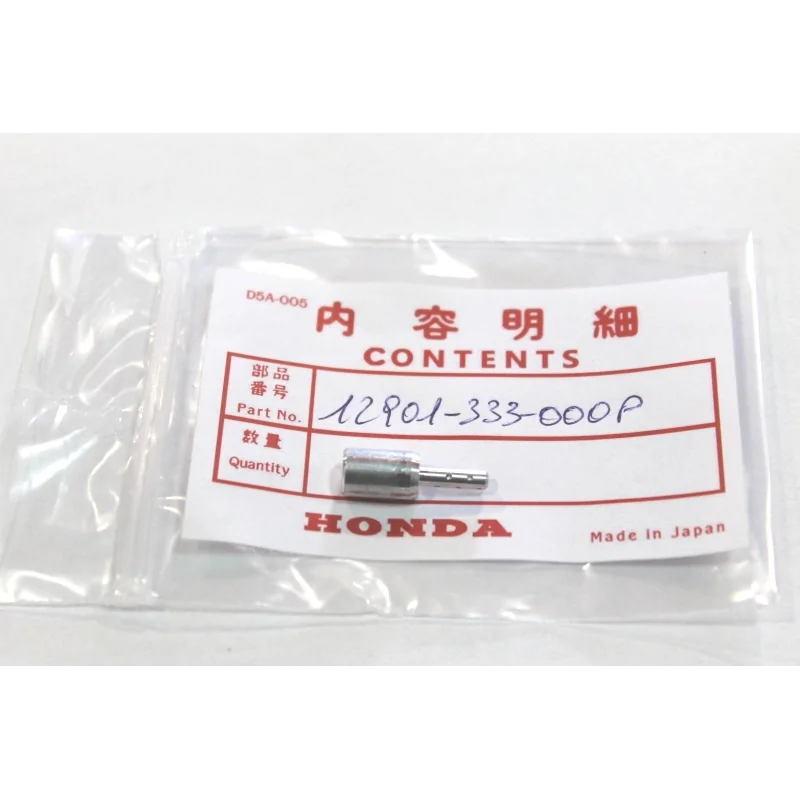 D5A-005
内容明細
CONTENTS
部品
番号
Part No.
12901-333-000P
数量
Quantity
HONDA
Made in Japan